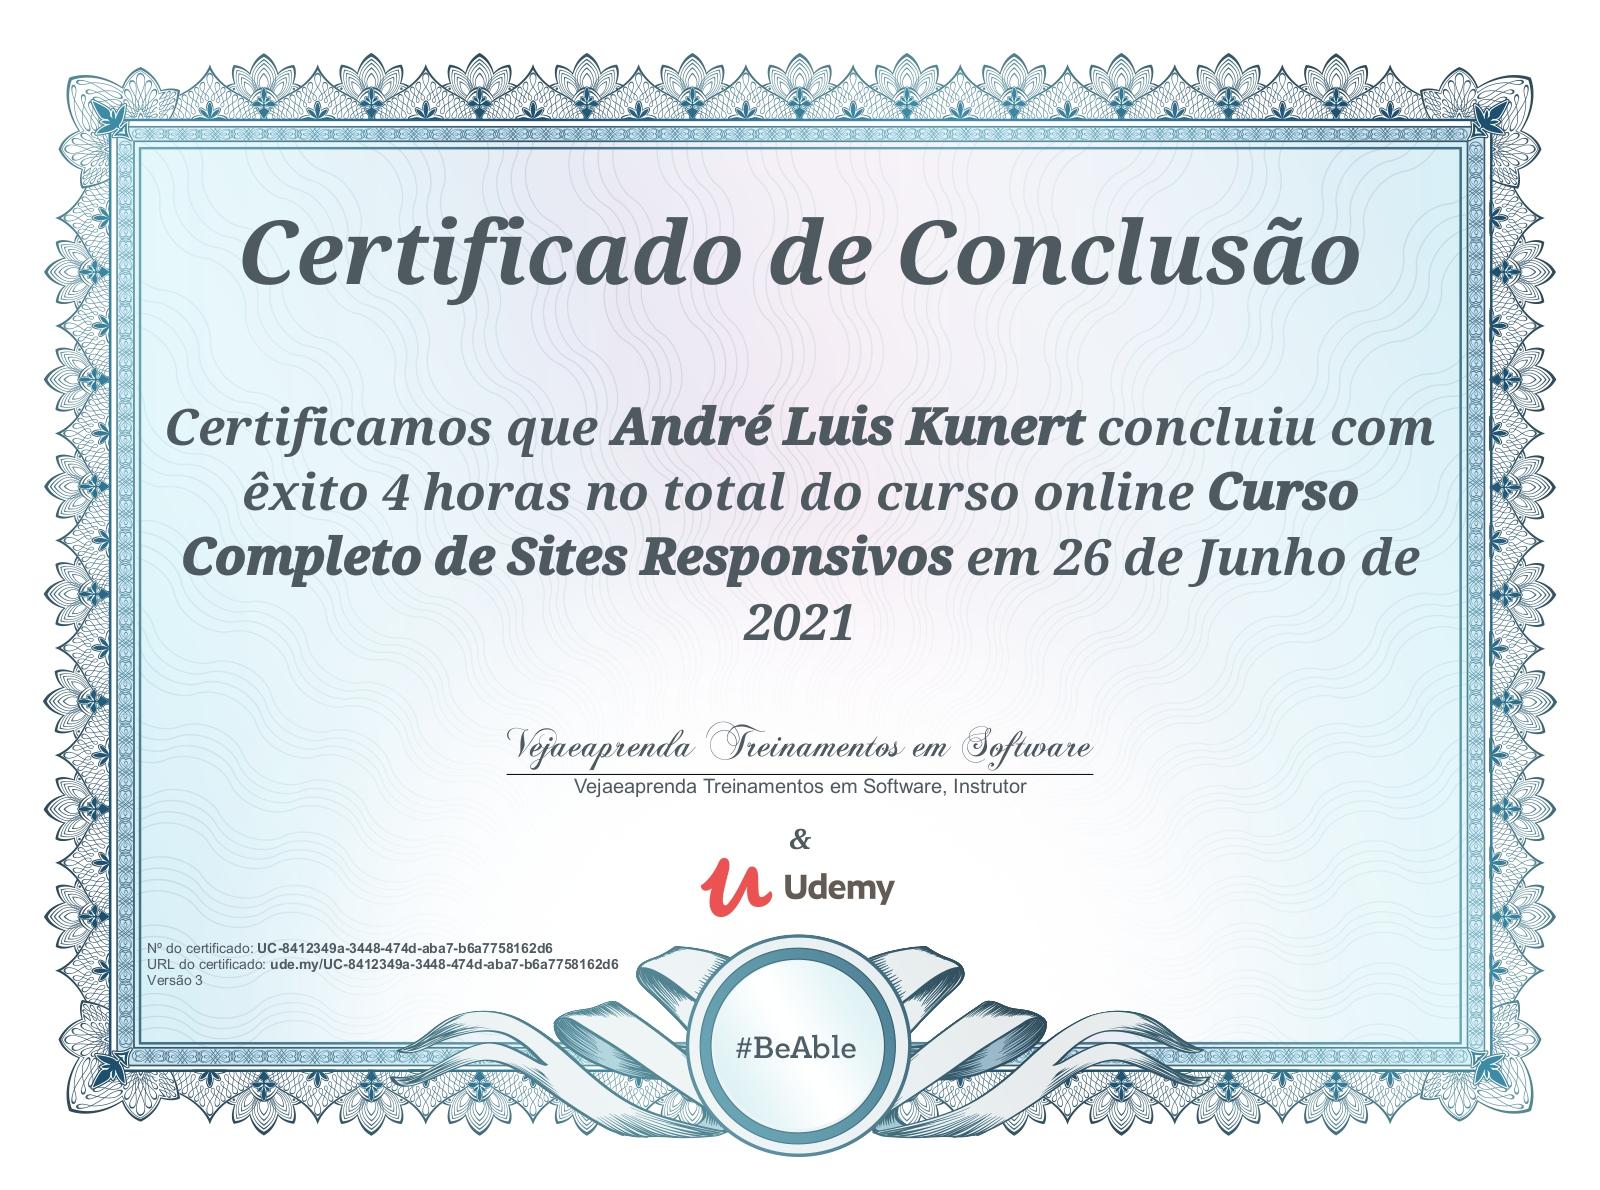 Certificado de Conclusão
Certificamos que André Luis Kunert concluiu com
êxito 4 horas no total do curso online Curso
Completo de Sites Responsivos em 26 de Junho de
2021
Vejaeaprenda Treinamentos em Software
Vejaeaprenda Treinamentos em Software, Instrutor
&
Udemy
Nº do certificado: UC-8412349a-3448-474d-aba7-b6a7758162d6
URL do certificado: ude.my/UC-8412349a-3448-474d-aba7-b6a7758162d6
Versão 3
#BeAble